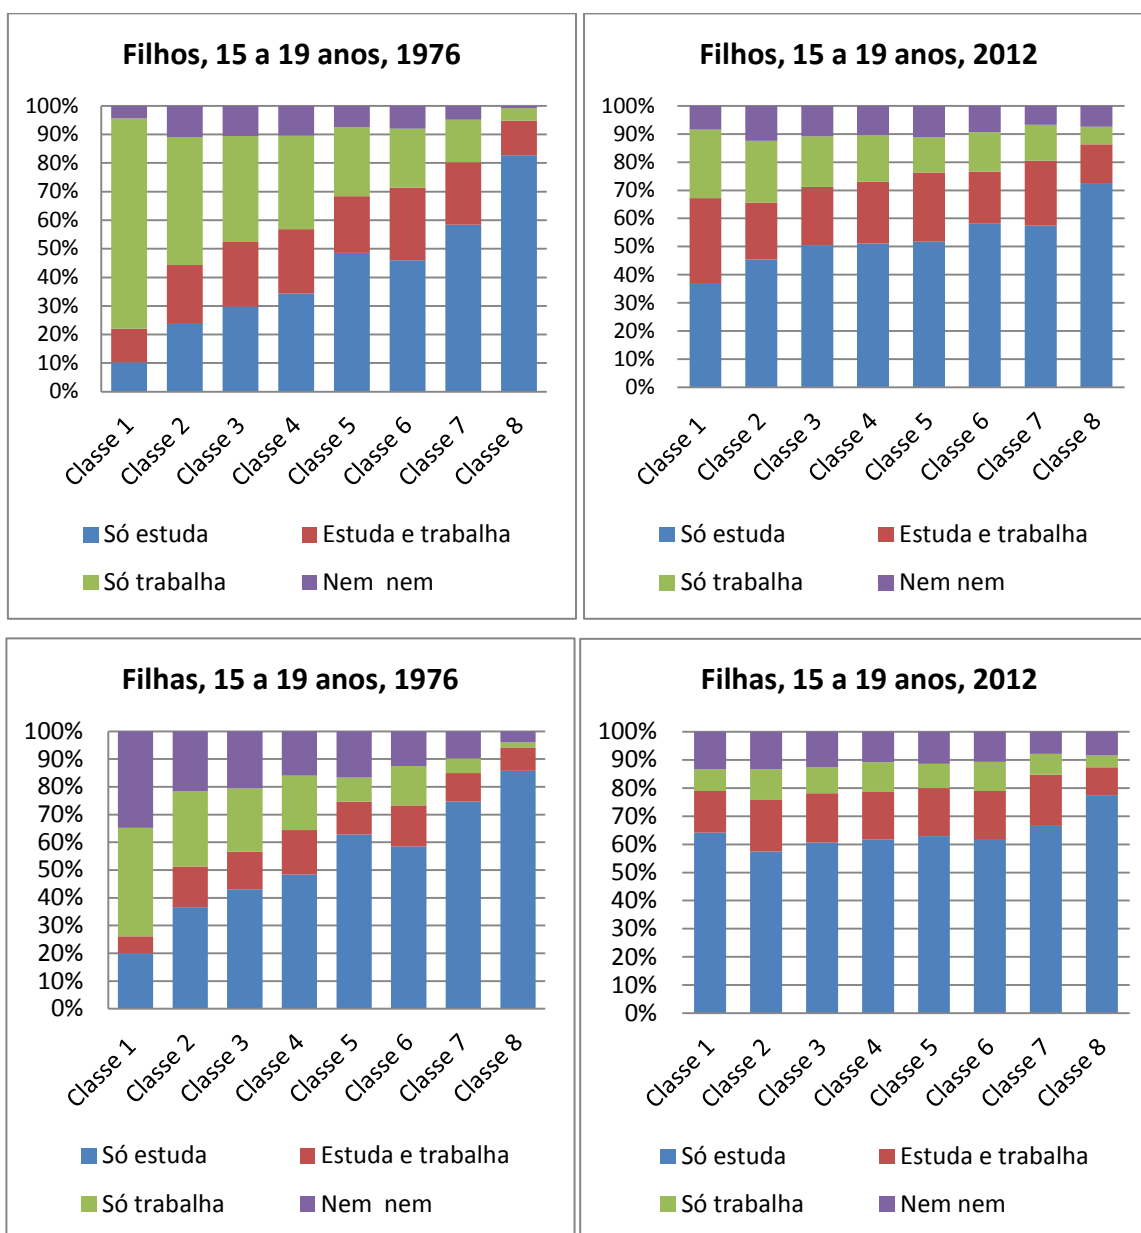 Filhos, 15 a 19 anos, 1976
100%
90%
80%
70%
60%
50%
40%
30%
20%
10%
0%
Classe 1
Classe 2
Classe 3
Classe 4
Classe 5
Classe 6
Classe 7
Classe 8
Só estuda
Estuda e trabalha
Só trabalha
Nem nem
Filhos, 15 a 19 anos, 2012
100%
90%
80%
70%
60%
50%
40%
30%
20%
10%
0%
Classe 1
Classe 2
Classe 3
Classe 4
Classe 5
Classe 6
Classe 7
Classe 8
Só estuda
Estuda e trabalha
Só trabalha
Nem nem
Filhas, 15 a 19 anos, 1976
100%
90%
80%
70%
60%
50%
40%
30%
20%
10%
0%
Classe 1
Classe 2
Classe 3
Classe 4
Classe 5
Classe 6
Classe 7
Classe 8
Só estuda
Estuda e trabalha
Só trabalha
Nem nem
Filhas, 15 a 19 anos, 2012
100%
90%
80%
70%
60%
50%
40%
30%
20%
10%
0%
Classe 1
Classe 2
Classe 3
Classe 4
Classe 5
Classe 6
Classe 7
Classe 8
Só estuda
Estuda e trabalha
Só trabalha
Nem nem